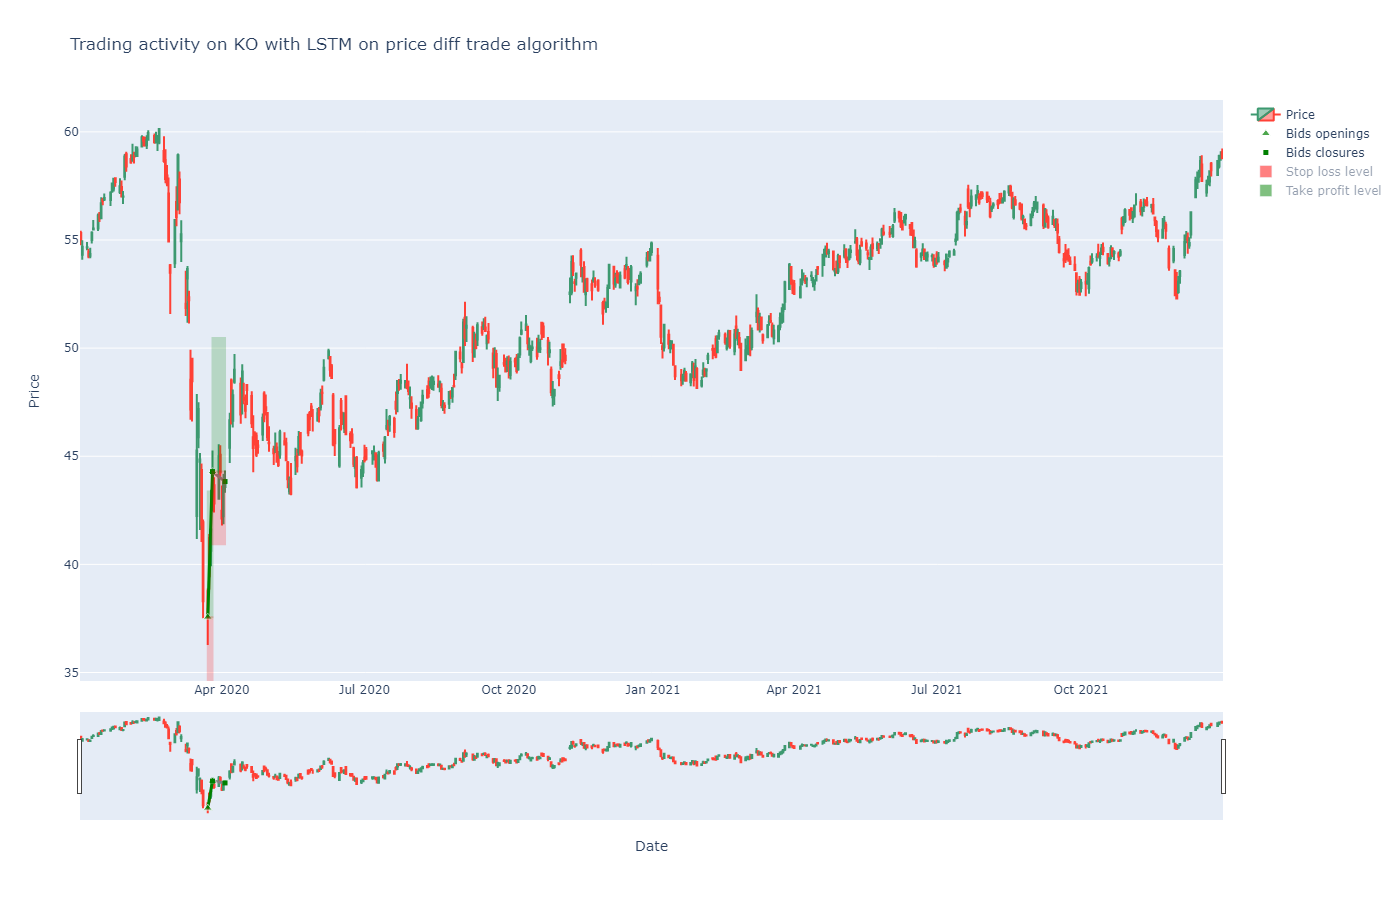 Trading activity on KO with LSTM on price diff trade algorithm
Price
Bids openings
Bids closures
Stop loss level
Take profit level
60
55
50
45
40
35
Price
Apr 2020
Jul 2020
Oct 2020
Jan 2021
Apr 2021
Jul 2021
Oct 2021
Date